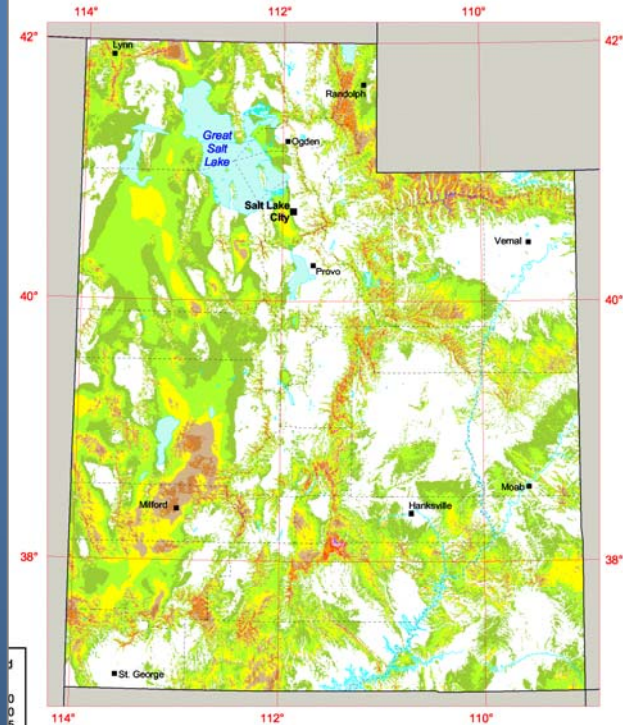 114° 112° 110°
42° 42°
Lynn
Randolph
Great
Salt
Lake
Ogden
Salt Lake
City
Vernal
Provo
40° 40°
Moab
Milford
Hanksville
38° 38°
St. George
114° 112° 110°